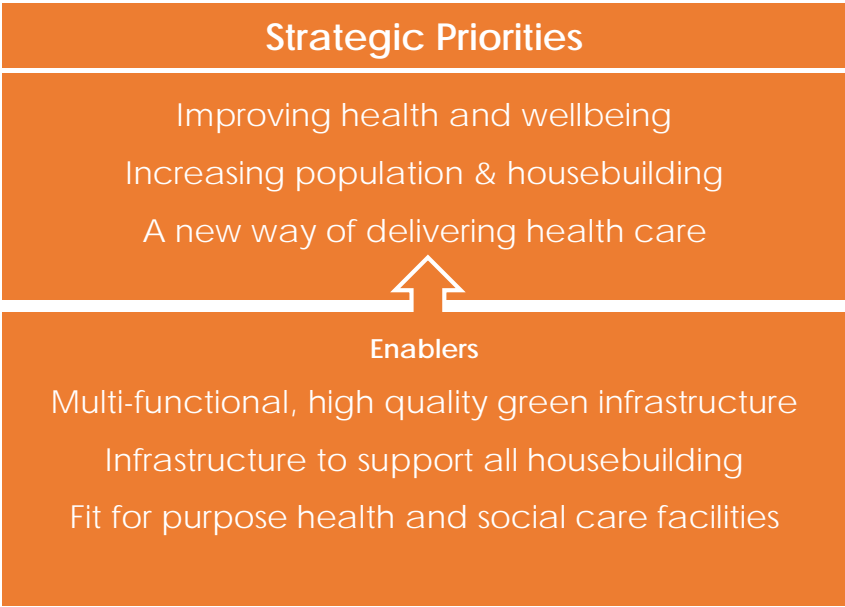 Strategic Priorities
Improving health and wellbeing
Increasing population & housebuilding
A new way of delivering health care
Enablers
Multi-functional, high quality green infrastructure
Infrastructure to support all housebuilding
Fit for purpose health and social care facilities